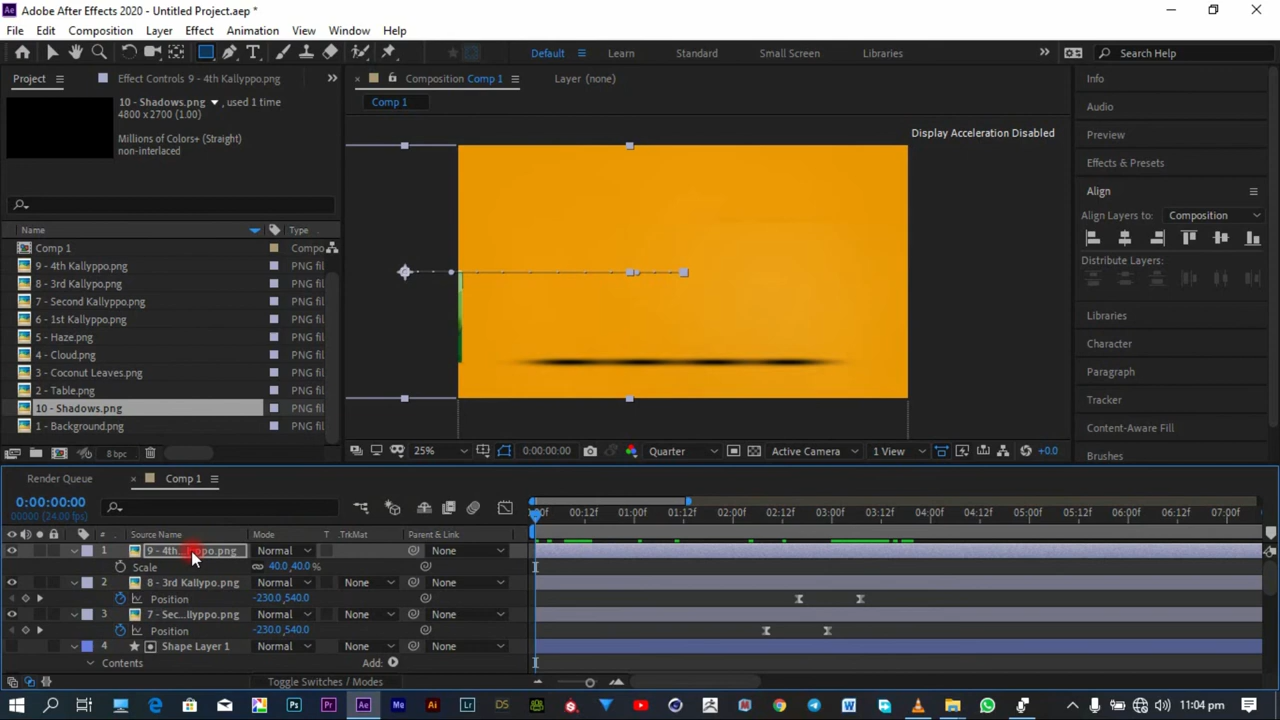 Adobe After Effects 2020 - Untitled Project.aep *
File Edit Composition Layer Effect Animation View Window Help
Default Learn Standard Small Screen Libraries Search Help
Project Effect Controls 9 - 4th Kallyppo.png
Composition Comp 1 Layer (none)
Info
10 - Shadows.png, used 1 time
4800 x 2700 (1.00)
Comp 1
Audio
Millions of Colors+ (Straight)
non-interlaced
Display Acceleration Disabled
Preview
Effects & Presets
Align
Align Layers to: Composition
Name Type
Comp 1 Compo
9 - 4th Kallyppo.png PNG fil
8 - 3rd Kallypo.png PNG fil
7 - Second Kallyppo.png PNG fil
6 - 1st Kallyppo.png PNG fil
5 - Haze.png PNG fil
4 - Cloud.png PNG fil
3 - Coconut Leaves.png PNG fil
2 - Table.png PNG fil
10 - Shadows.png PNG fil
1 - Background.png PNG fil
Distribute Layers:
Libraries
Character
Paragraph
Tracker
Content-Aware Fill
Brushes
8 bpc
25% 0:00:00:00 Quarter Active Camera 1 View +0.0
Render Queue Comp 1
0:00:00:00
00000 (24.00 fps)
:00f 00:12f 01:00f 01:12f 02:00f 02:12f 03:00f 03:12f 04:00f 05:00f 06:00f 07:00f
# Source Name Mode T .TrkMat Parent & Link
1 9 - 4th...ppo.png Normal None
Scale 40.0,40.0 %
2 8 - 3rd Kallypo.png Normal None None
Position -230.0,540.0
3 7 - Sec...llyppo.png Normal None None
Position -230.0,540.0
4 Shape Layer 1 Normal None None
Contents Add:
Toggle Switches / Modes
11:04 pm